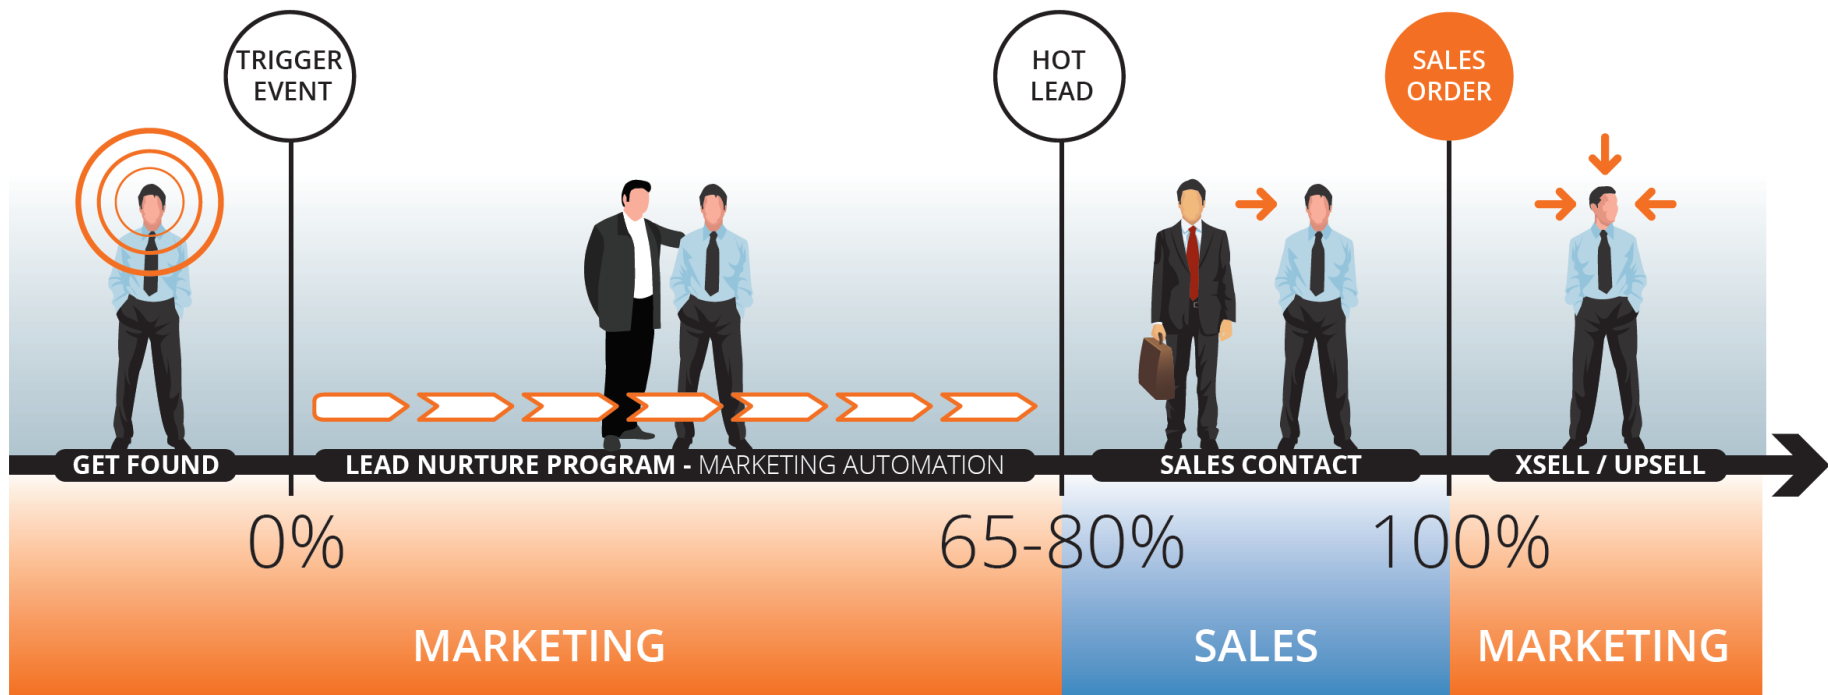 TRIGGER
EVENT
HOT
LEAD
SALES
ORDER
GET FOUND
LEAD NURTURE PROGRAM - MARKETING AUTOMATION
SALES CONTACT
XSELL / UPSELL
0%
65-80%
100%
MARKETING
SALES
MARKETING